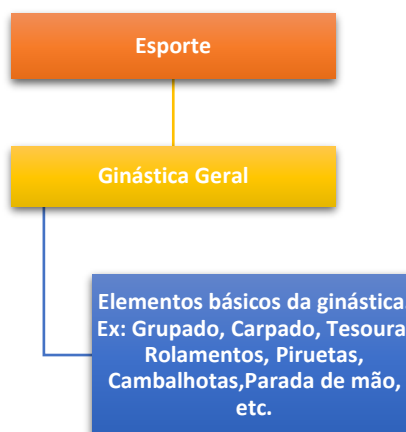 Esporte
Ginástica Geral
Elementos básicos da ginástica
Ex: Grupado, Carpado, Tesoura
Rolamentos, Piruetas,
Cambalhotas,Parada de mão,
etc.